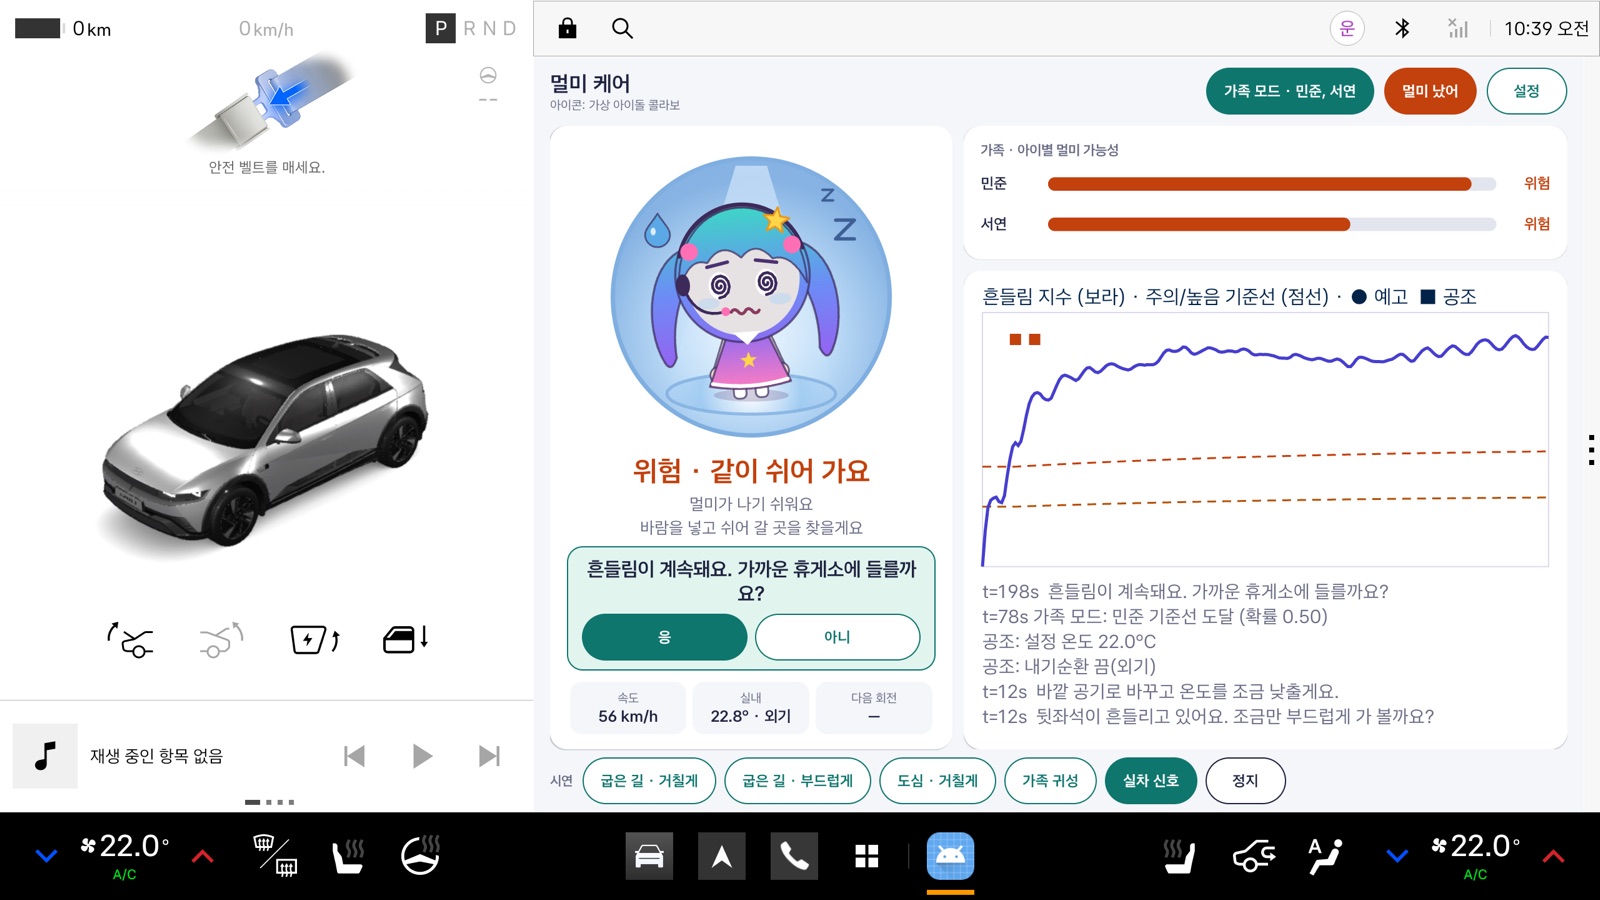 0 km
0 km/h
P R N D
안전 벨트를 매세요.
--
재생 중인 항목 없음
운
10:39 오전
멀미 케어
아이콘: 가상 아이돌 콜라보
가족 모드 · 민준, 서연
멀미 났어
설정
z
Z
위험 · 같이 쉬어 가요
멀미가 나기 쉬워요
바람을 넣고 쉬어 갈 곳을 찾을게요
흔들림이 계속돼요. 가까운 휴게소에 들를까
요?
응
아니
속도
56 km/h
실내
22.8° · 외기
다음 회전
—
가족 · 아이별 멀미 가능성
민준
위험
서연
위험
흔들림 지수 (보라) · 주의/높음 기준선 (점선) · ● 예고 ■ 공조
t=198s 흔들림이 계속돼요. 가까운 휴게소에 들를까요?
t=78s 가족 모드: 민준 기준선 도달 (확률 0.50)
공조: 설정 온도 22.0°C
공조: 내기순환 끔(외기)
t=12s 바깥 공기로 바꾸고 온도를 조금 낮출게요.
t=12s 뒷좌석이 흔들리고 있어요. 조금만 부드럽게 가 볼까요?
시연
굽은 길 · 거칠게
굽은 길 · 부드럽게
도심 · 거칠게
가족 귀성
실차 신호
정지
22.0°
A/C
A
22.0°
A/C